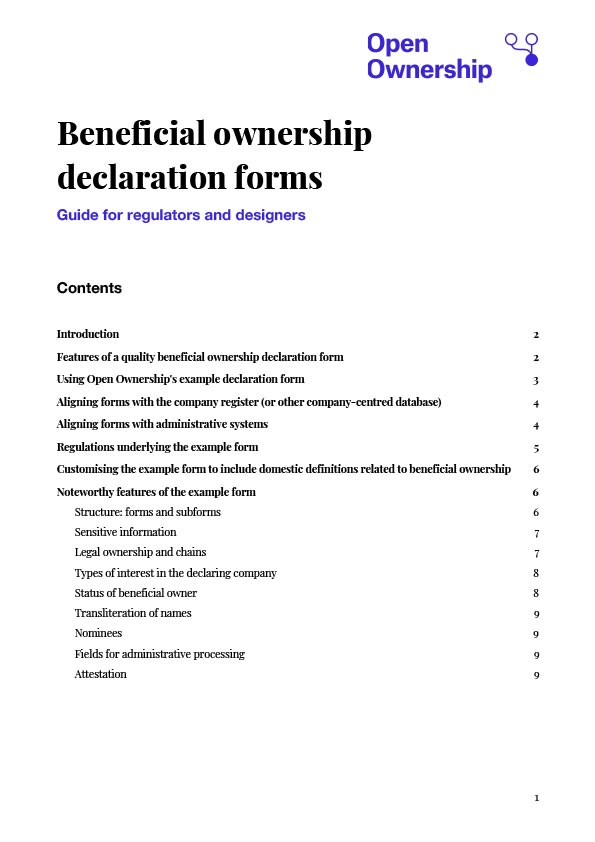 Open
Ownership
Beneficial ownership
declaration forms
Guide for regulators and designers
Contents
Introduction 2
Features of a quality beneficial ownership declaration form 2
Using Open Ownership's example declaration form 3
Aligning forms with the company register (or other company-centred database) 4
Aligning forms with administrative systems 4
Regulations underlying the example form 5
Customising the example form to include domestic definitions related to beneficial ownership 6
Noteworthy features of the example form 6
Structure: forms and subforms 6
Sensitive information 7
Legal ownership and chains 7
Types of interest in the declaring company 8
Status of beneficial owner 8
Transliteration of names 9
Nominees 9
Fields for administrative processing 9
Attestation 9
1